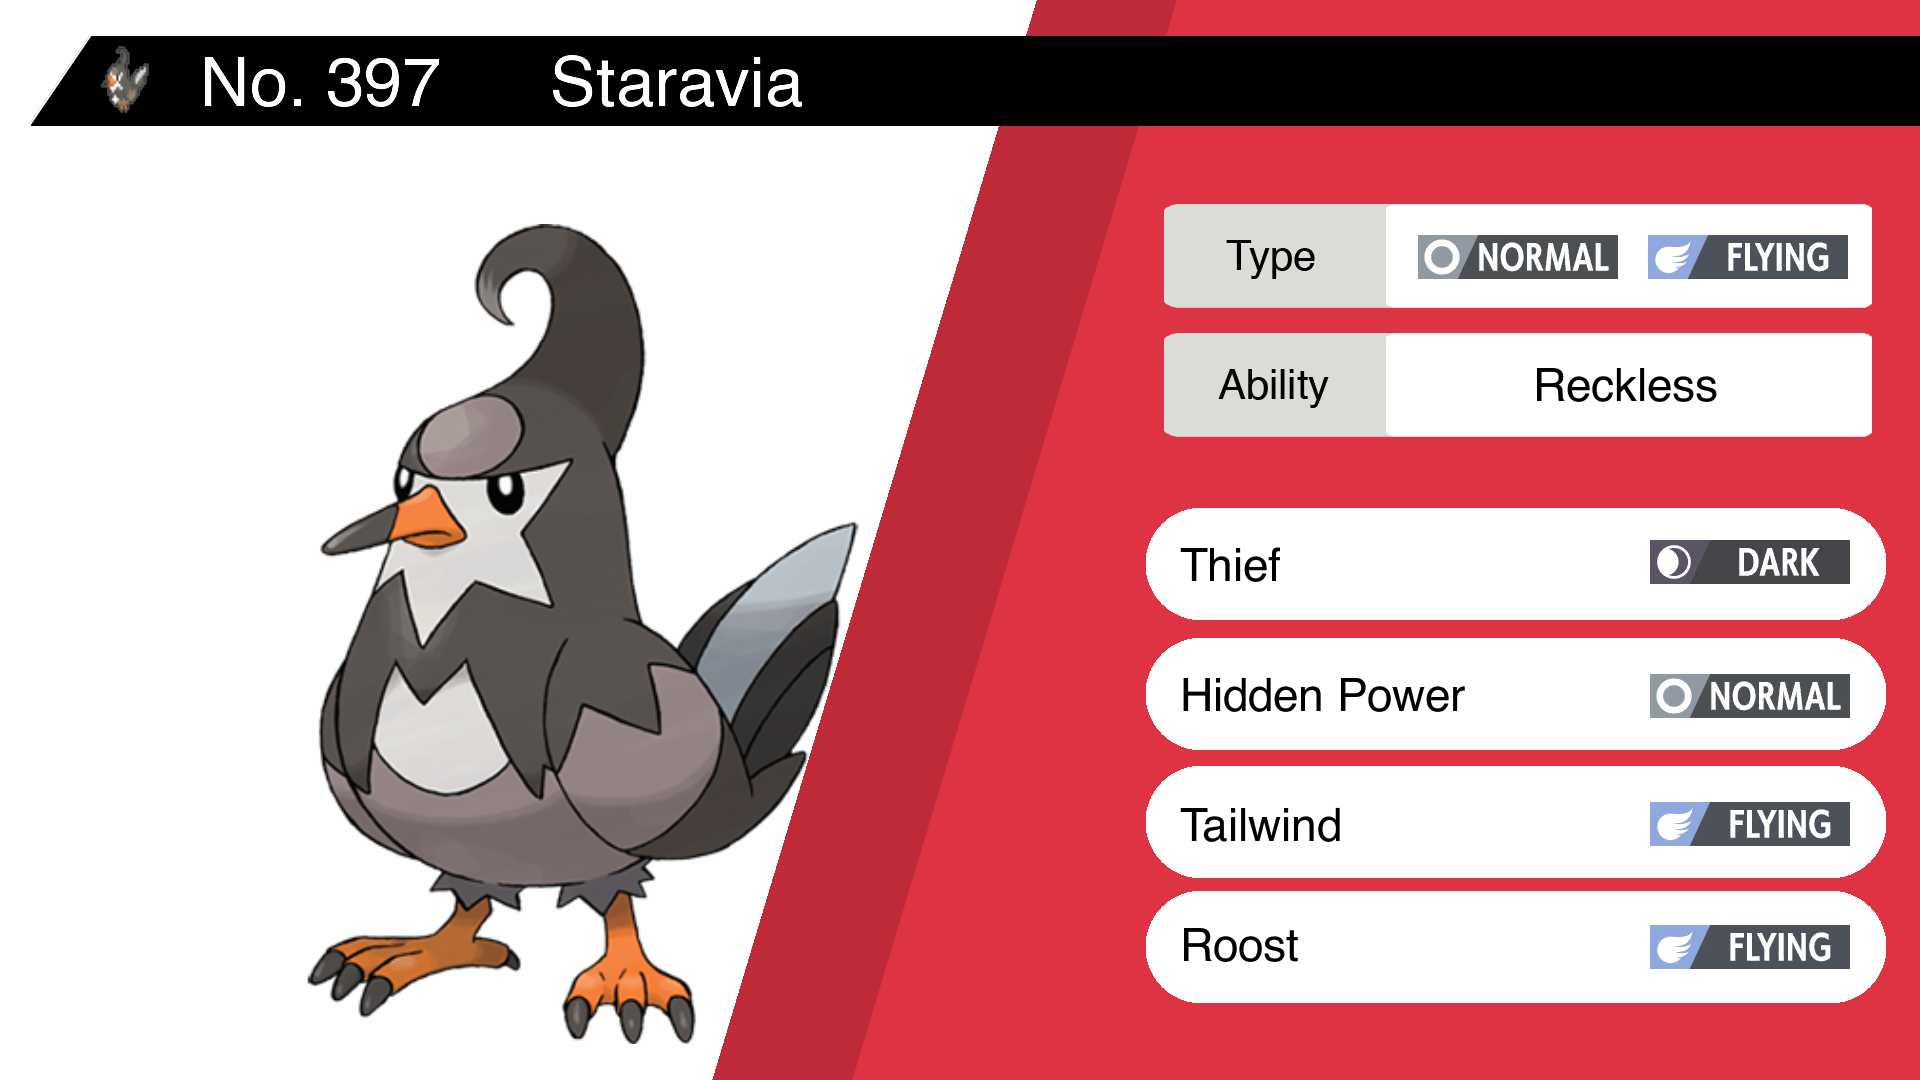 No. 397 Staravia
Type NORMAL FLYING
Ability Reckless
Thief DARK
Hidden Power NORMAL
Tailwind FLYING
Roost FLYING